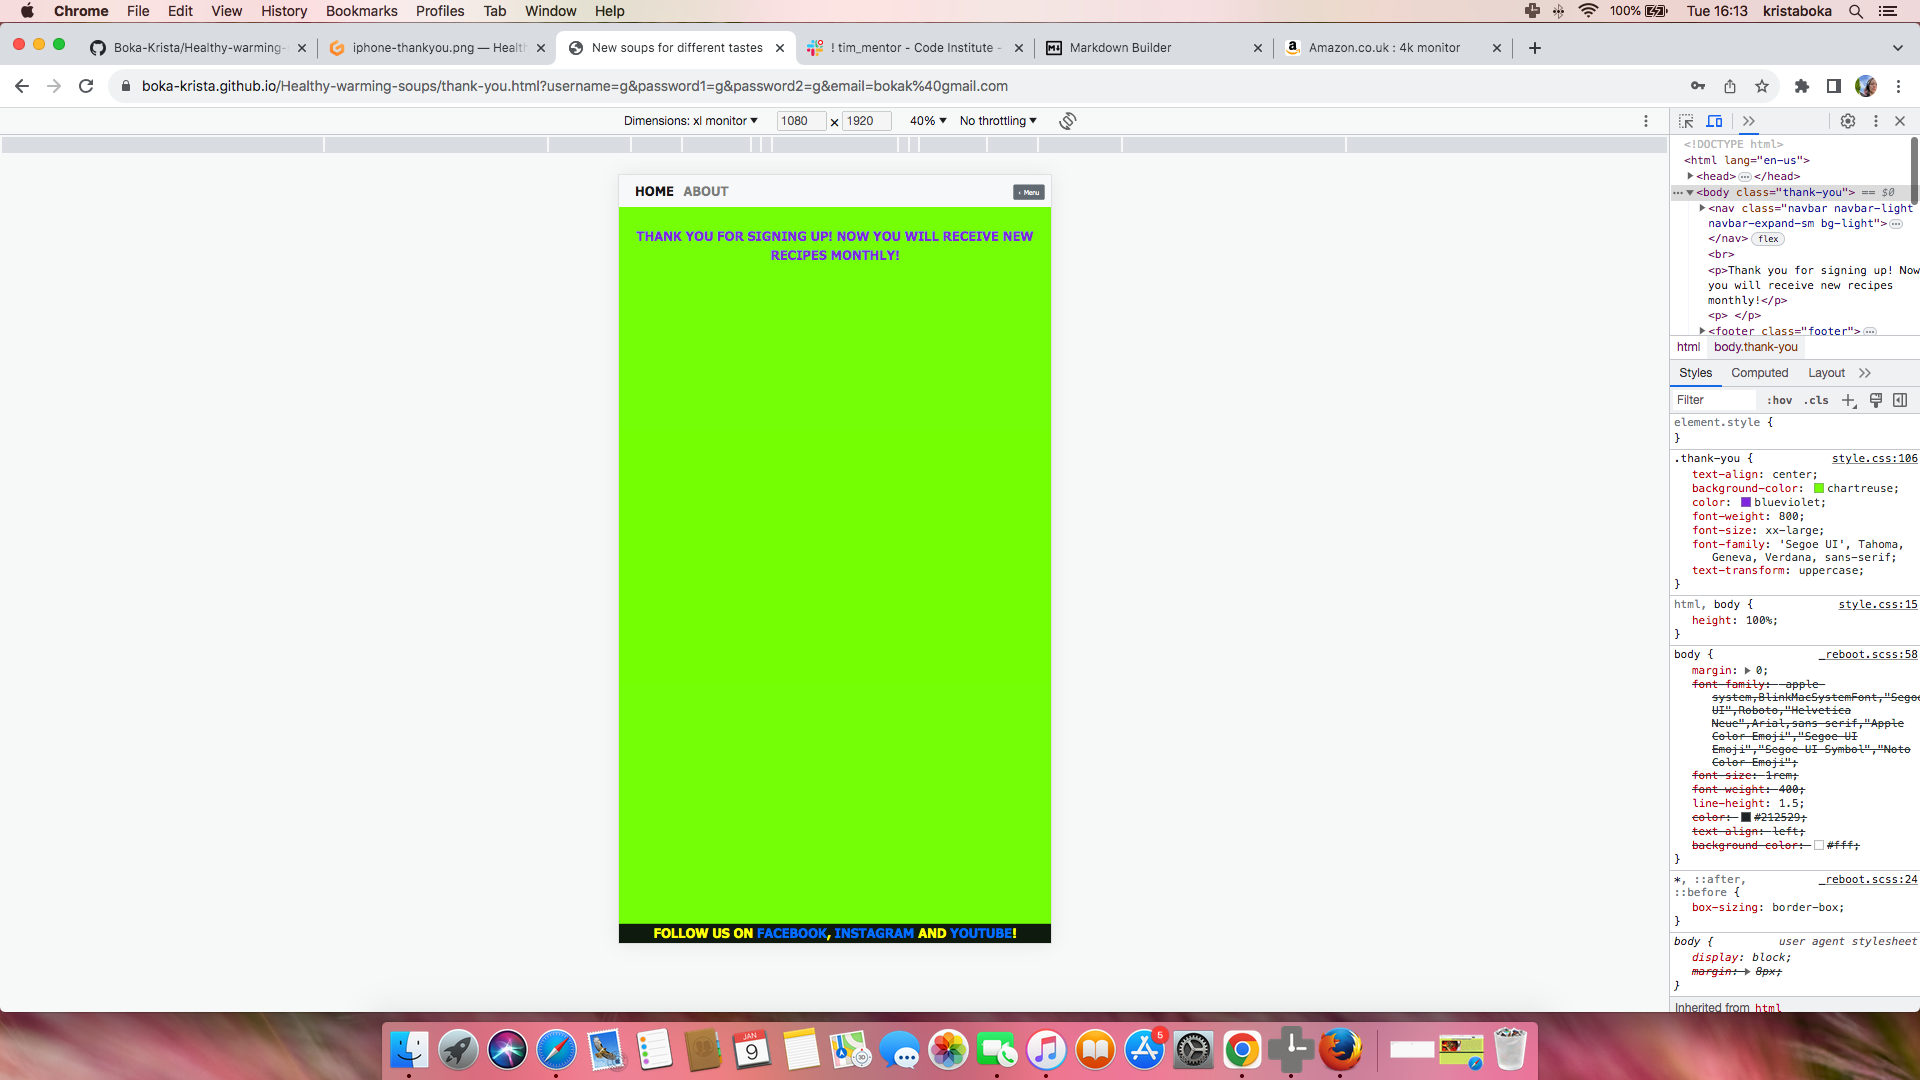 Chrome File Edit View History Bookmarks Profiles Tab Window Help 100% Tue 16:13 kristaboka
Boka-Krista/Healthy-warming- iphone-thankyou.png — Healt New soups for different tastes ! tim_mentor - Code Institute - Markdown Builder Amazon.co.uk : 4k monitor
boka-krista.github.io/Healthy-warming-soups/thank-you.html?username=g&password1=g&password2=g&email=bokak%40gmail.com
Dimensions: xl monitor 1080 × 1920 40% No throttling
HOME ABOUT Menu
THANK YOU FOR SIGNING UP! NOW YOU WILL RECEIVE NEW
RECIPES MONTHLY!
FOLLOW US ON FACEBOOK, INSTAGRAM AND YOUTUBE!
<!DOCTYPE html>
<html lang="en-us">
<head>…</head>
<body class="thank-you"> == $0
<nav class="navbar navbar-light
navbar-expand-sm bg-light">…
</nav> flex
<br>
<p>Thank you for signing up! Now
you will receive new recipes
monthly!</p>
<p> </p>
<footer class="footer">…
html body.thank-you
Styles Computed Layout
Filter :hov .cls
element.style {
}
.thank-you { style.css:106
text-align: center;
background-color: chartreuse;
color: blueviolet;
font-weight: 800;
font-size: xx-large;
font-family: 'Segoe UI', Tahoma,
Geneva, Verdana, sans-serif;
text-transform: uppercase;
}
html, body { style.css:15
height: 100%;
}
body { _reboot.scss:58
margin: 0;
font-family: -apple-
system,BlinkMacSystemFont,"Segoe
UI",Roboto,"Helvetica
Neue",Arial,sans-serif,"Apple
Color Emoji","Segoe UI
Emoji","Segoe UI Symbol","Noto
Color Emoji";
font-size: 1rem;
font-weight: 400;
line-height: 1.5;
color: #212529;
text-align: left;
background-color: #fff;
}
*, ::after, _reboot.scss:24
::before {
box-sizing: border-box;
}
body { user agent stylesheet
display: block;
margin: 8px;
}
Inherited from html
JAN
9
3D
5